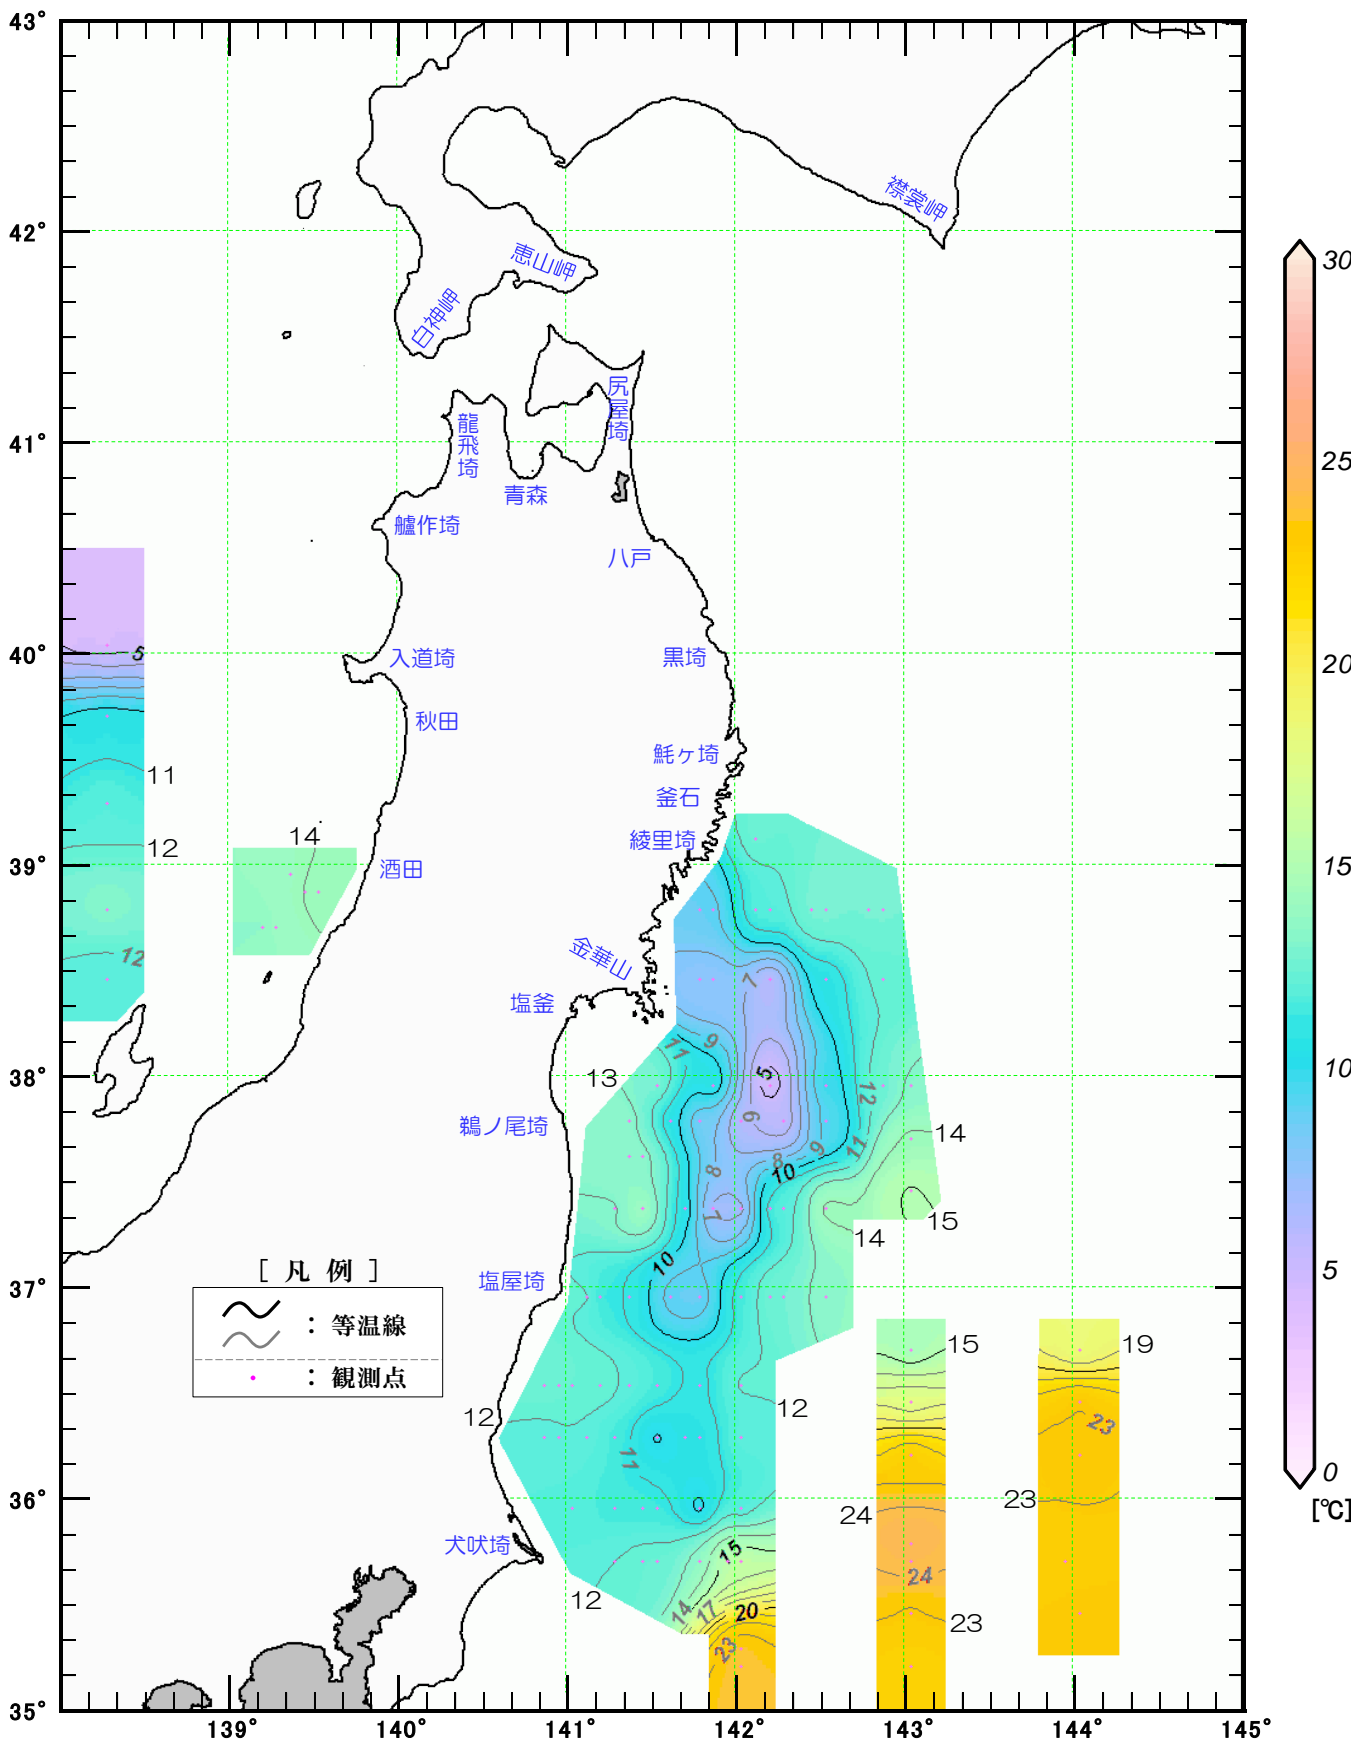 43°
42°
41°
40°
39°
38°
37°
36°
35°
139°
140°
141°
142°
143°
144°
145°
襟裳岬
恵山岬
白神岬
尻屋埼
龍飛埼
青森
艫作埼
八戸
入道埼
黒埼
秋田
魹ヶ埼
釜石
綾里埼
酒田
金華山
塩釜
鵜ノ尾埼
塩屋埼
犬吠埼
[ 凡 例 ]
：等温線
：観測点
5
11
12
12
14
7
9
11
13
5
6
12
14
8
8
9
11
10
7
15
14
10
12
12
11
15
14
17
20
23
12
15
24
24
23
19
23
23
30
25
20
15
10
5
0
[℃]